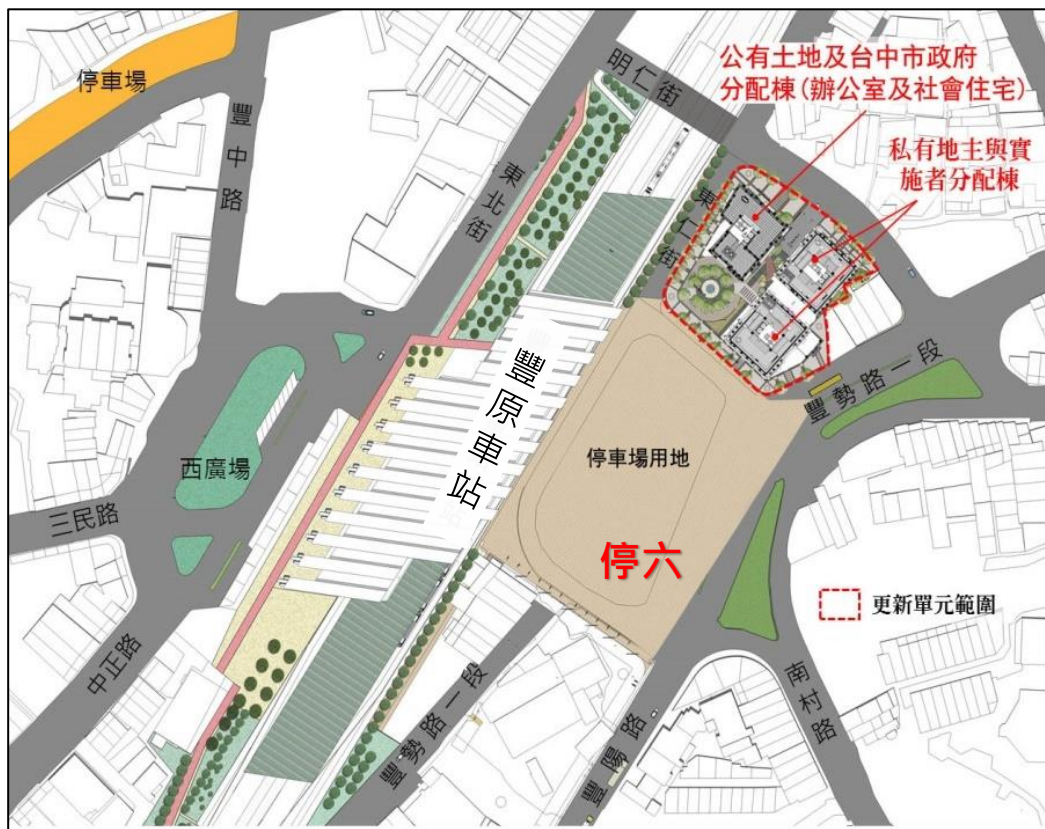 公有土地及台中市政府
分配棟(辦公室及社會住宅)
明仁街
停車場
豐中路
私有地主與實
施者分配棟
東北街
東仁街
豐原車站
豐勢路一段
西廣場
停車場用地
三民路
停六
更新單元範圍
中正路
南村路
豐勢路一段
豐陽路